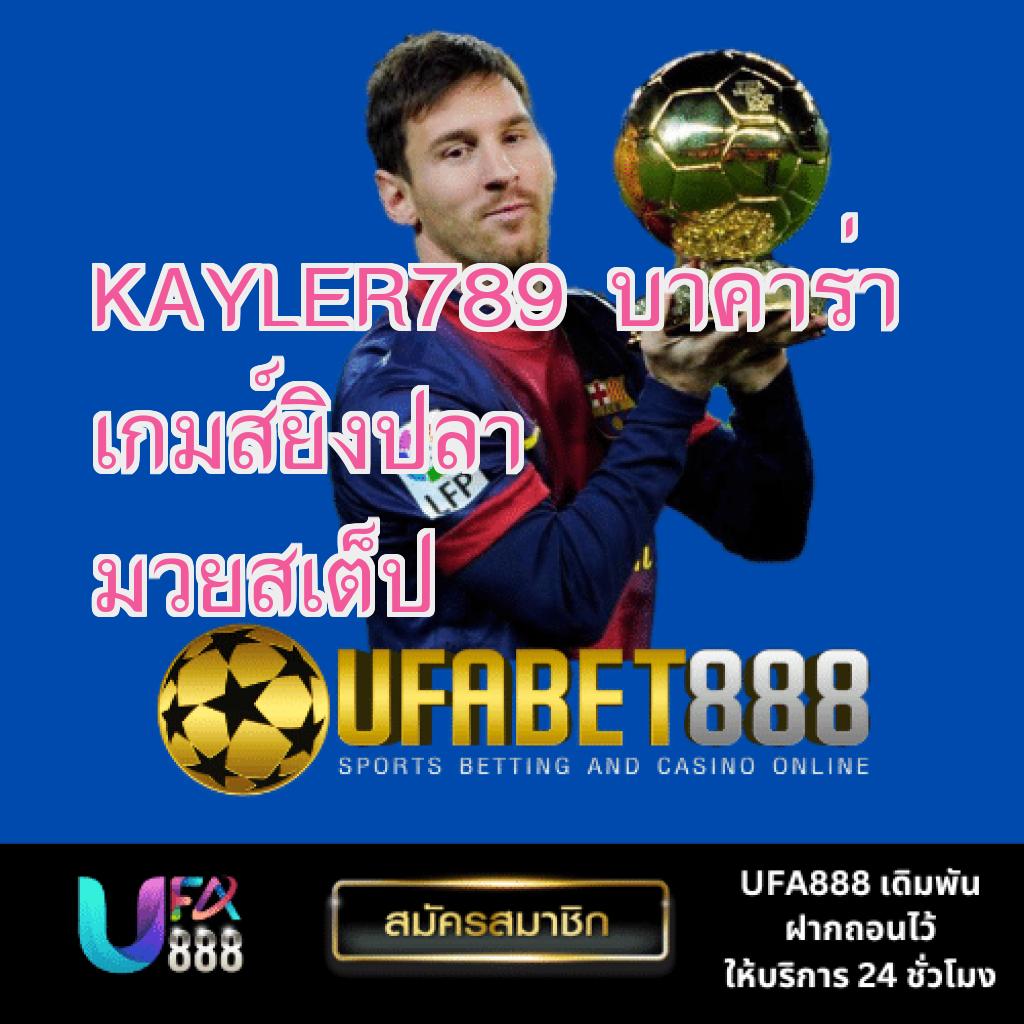 KAYLER789 บาคาร่า
เกมส์ยิงปลา
LFP
มวยสเต็ป
UFABET888
SPORTS BETTING AND CASINO ONLINE
UFA
888
สมัครสมาชิก
UFA888 เดิมพัน
ฝากถอนไว้
ให้บริการ 24 ชั่วโมง